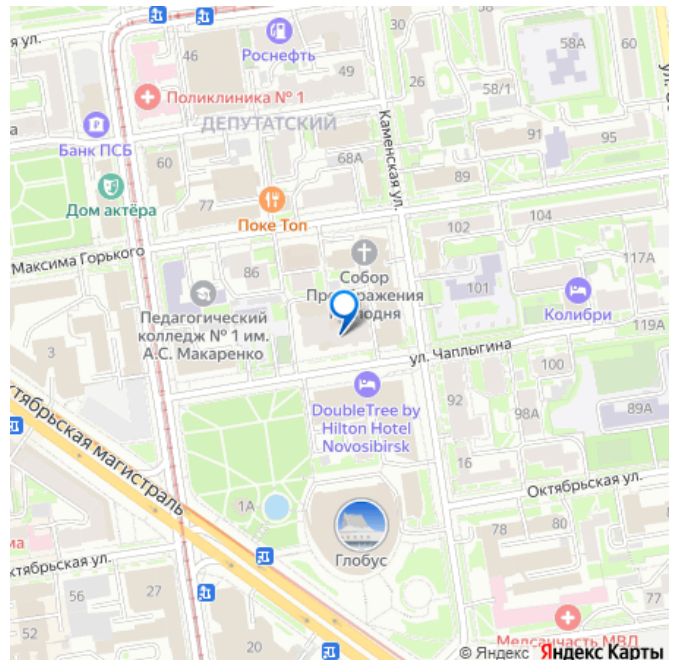 я ул.
46
Роснефть
49
30
26
58А
60
58/1
Поликлиника № 1
ДЕПУТАТСКИЙ
Банк ПСБ
60
68А
Каменская ул.
91
95
89
Дом актёра
77
Поке Топ
102
104
Максима Горького
86
Собор
Преображения
Господня
101
117А
Колибри
119А
Педагогический
колледж № 1 им.
А.С. Макаренко
3
ул. Чаплыгина
100
DoubleTree by
Hilton Hotel
Novosibirsk
92
98А
89А
ктябрьская магистраль
16
1А
Октябрьская ул.
78
80
Глобус
ктябрьская ул.
56
27
52
20
77
Медсанчасть МВД
© Яндекс Яндекс Карты